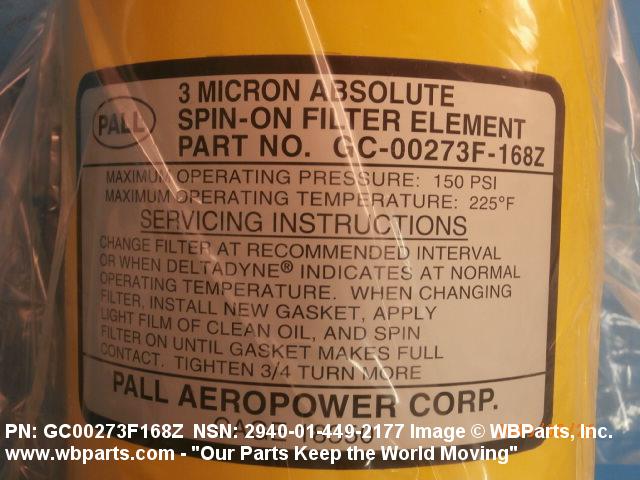 PALL
3 MICRON ABSOLUTE
SPIN-ON FILTER ELEMENT
PART NO. GC-00273F-168Z
MAXIMUM OPERATING PRESSURE: 150 PSI
MAXIMUM OPERATING TEMPERATURE: 225°F
SERVICING INSTRUCTIONS
CHANGE FILTER AT RECOMMENDED INTERVAL
OR WHEN DELTADYNE® INDICATES AT NORMAL
OPERATING TEMPERATURE. WHEN CHANGING
FILTER, INSTALL NEW GASKET, APPLY
LIGHT FILM OF CLEAN OIL, AND SPIN
FILTER ON UNTIL GASKET MAKES FULL
CONTACT. TIGHTEN 3/4 TURN MORE
PALL AEROPOWER CORP.
PN: GC00273F168Z NSN: 2940-01-449-2177 Image © WBParts, Inc.
www.wbparts.com - "Our Parts Keep the World Moving"